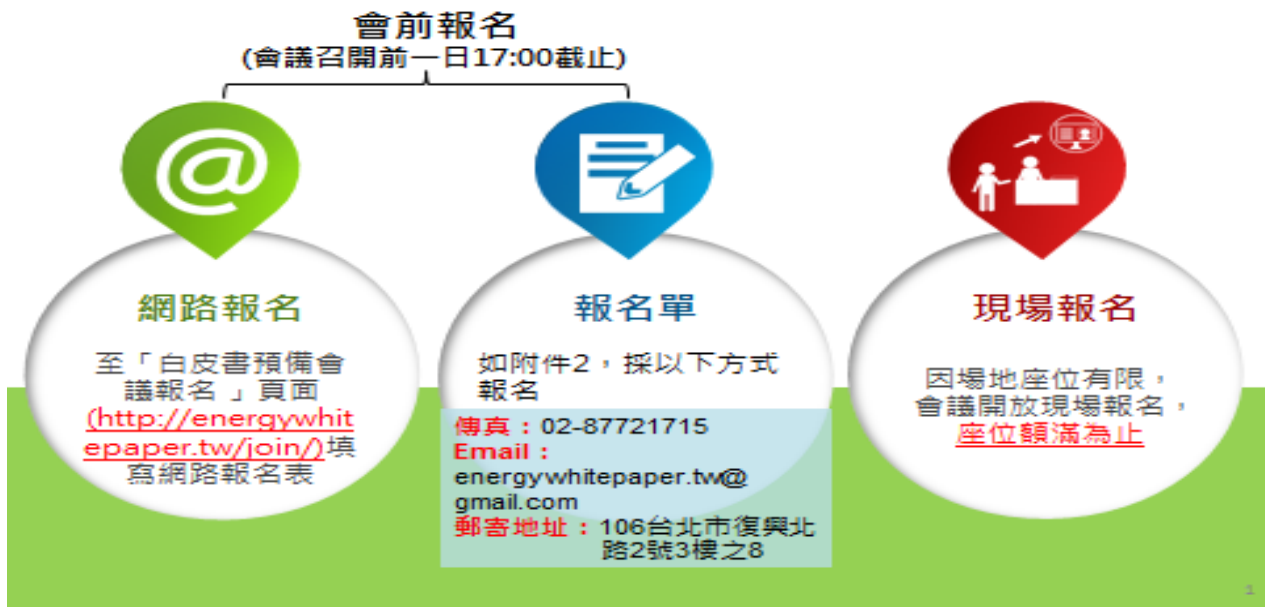 會前報名
(會議召開前一日17:00截止)
@
網路報名
至「白皮書預備會
議報名」頁面
(http://energywhit
epaper.tw/join/)填
寫網路報名表
報名單
如附件2，採以下方式
報名
傳真：02-87721715
Email：
energywhitepaper.tw@
gmail.com
郵寄地址：106台北市復興北
路2號3樓之8
現場報名
因場地座位有限，
會議開放現場報名，
座位額滿為止
1